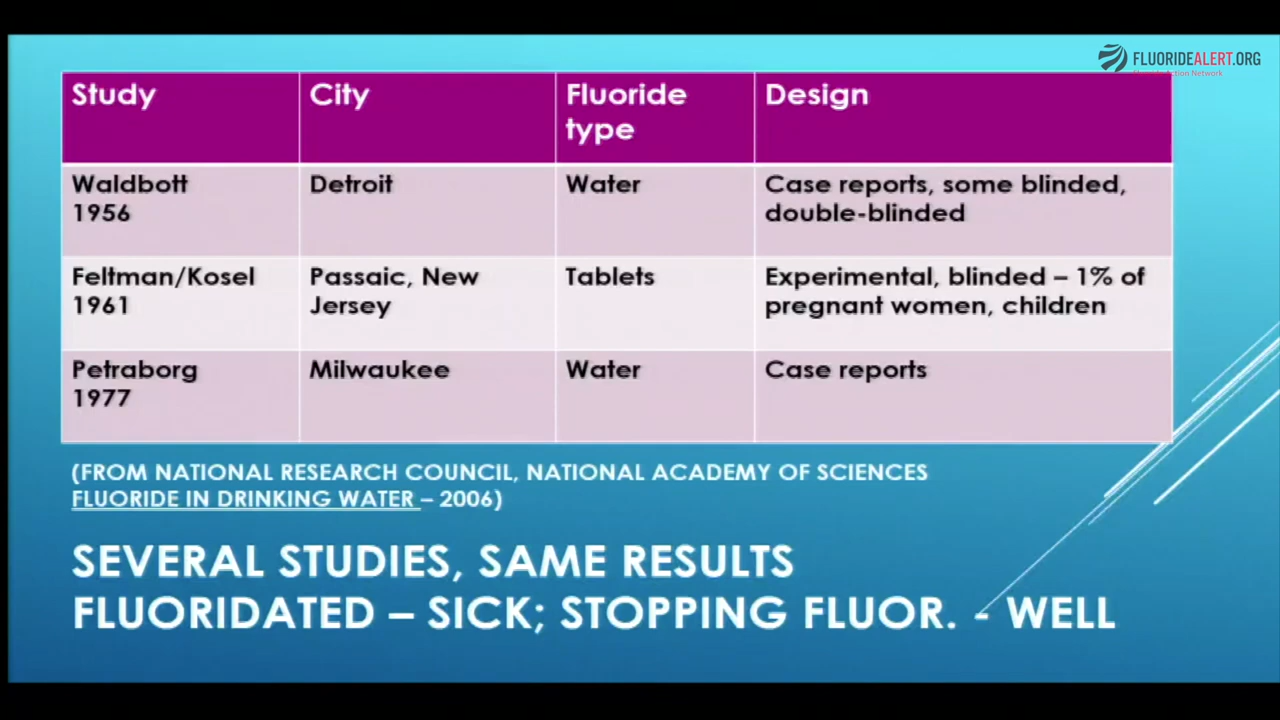 FLUORIDEALERT.ORG
Action Network
Study City Fluoride type Design
Waldbott 1956 Detroit Water Case reports, some blinded, double-blinded
Feltman/Kosel 1961 Passaic, New Jersey Tablets Experimental, blinded – 1% of pregnant women, children
Petraborg 1977 Milwaukee Water Case reports
(FROM NATIONAL RESEARCH COUNCIL, NATIONAL ACADEMY OF SCIENCES
FLUORIDE IN DRINKING WATER – 2006)
SEVERAL STUDIES, SAME RESULTS
FLUORIDATED – SICK; STOPPING FLUOR. - WELL